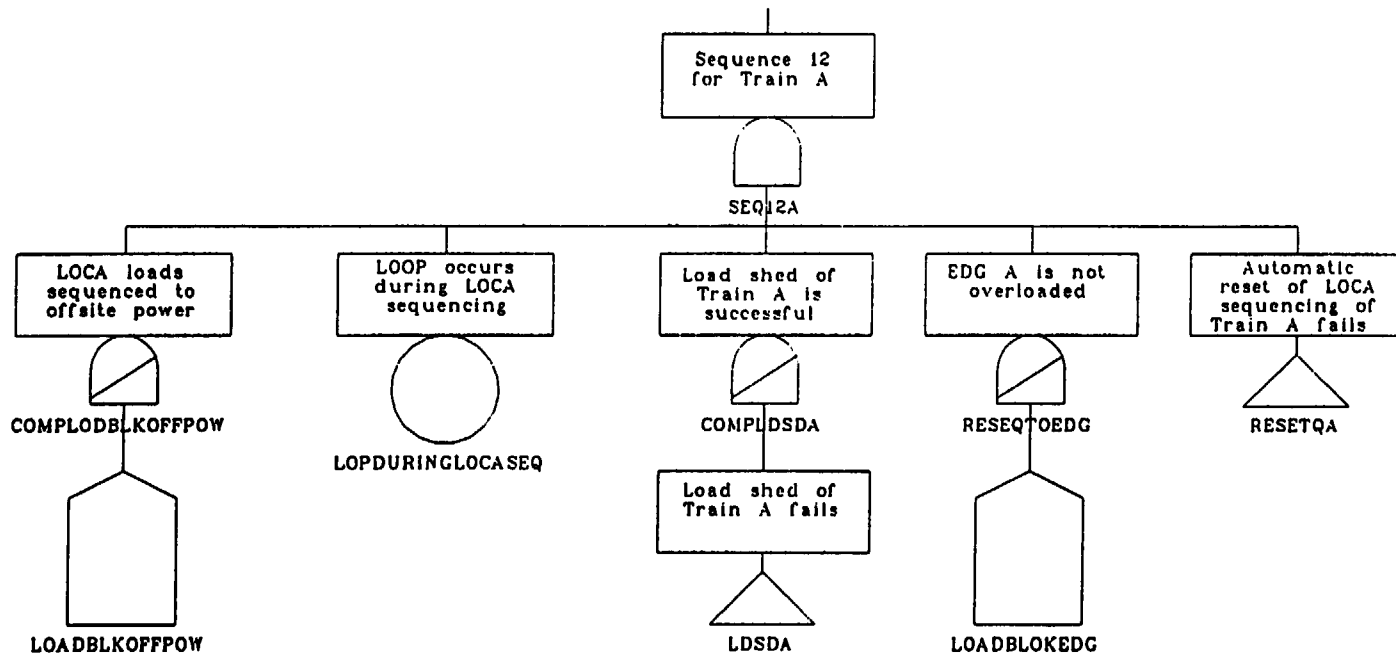 Sequence 12
for Train A
SEQ12A
LOCA loads
sequenced to
offsite power
LOOP occurs
during LOCA
sequencing
Load shed of
Train A is
successful
EDG A is not
overloaded
Automatic
reset of LOCA
sequencing of
Train A fails
COMPLODBLKOFFPOW
LOPDURINGLOCASEQ
COMPLDSDA
RESEQTOEDG
RESETQA
Load shed of
Train A fails
LOADBLKOFFPOW
LDSDA
LOADBLOKEDG